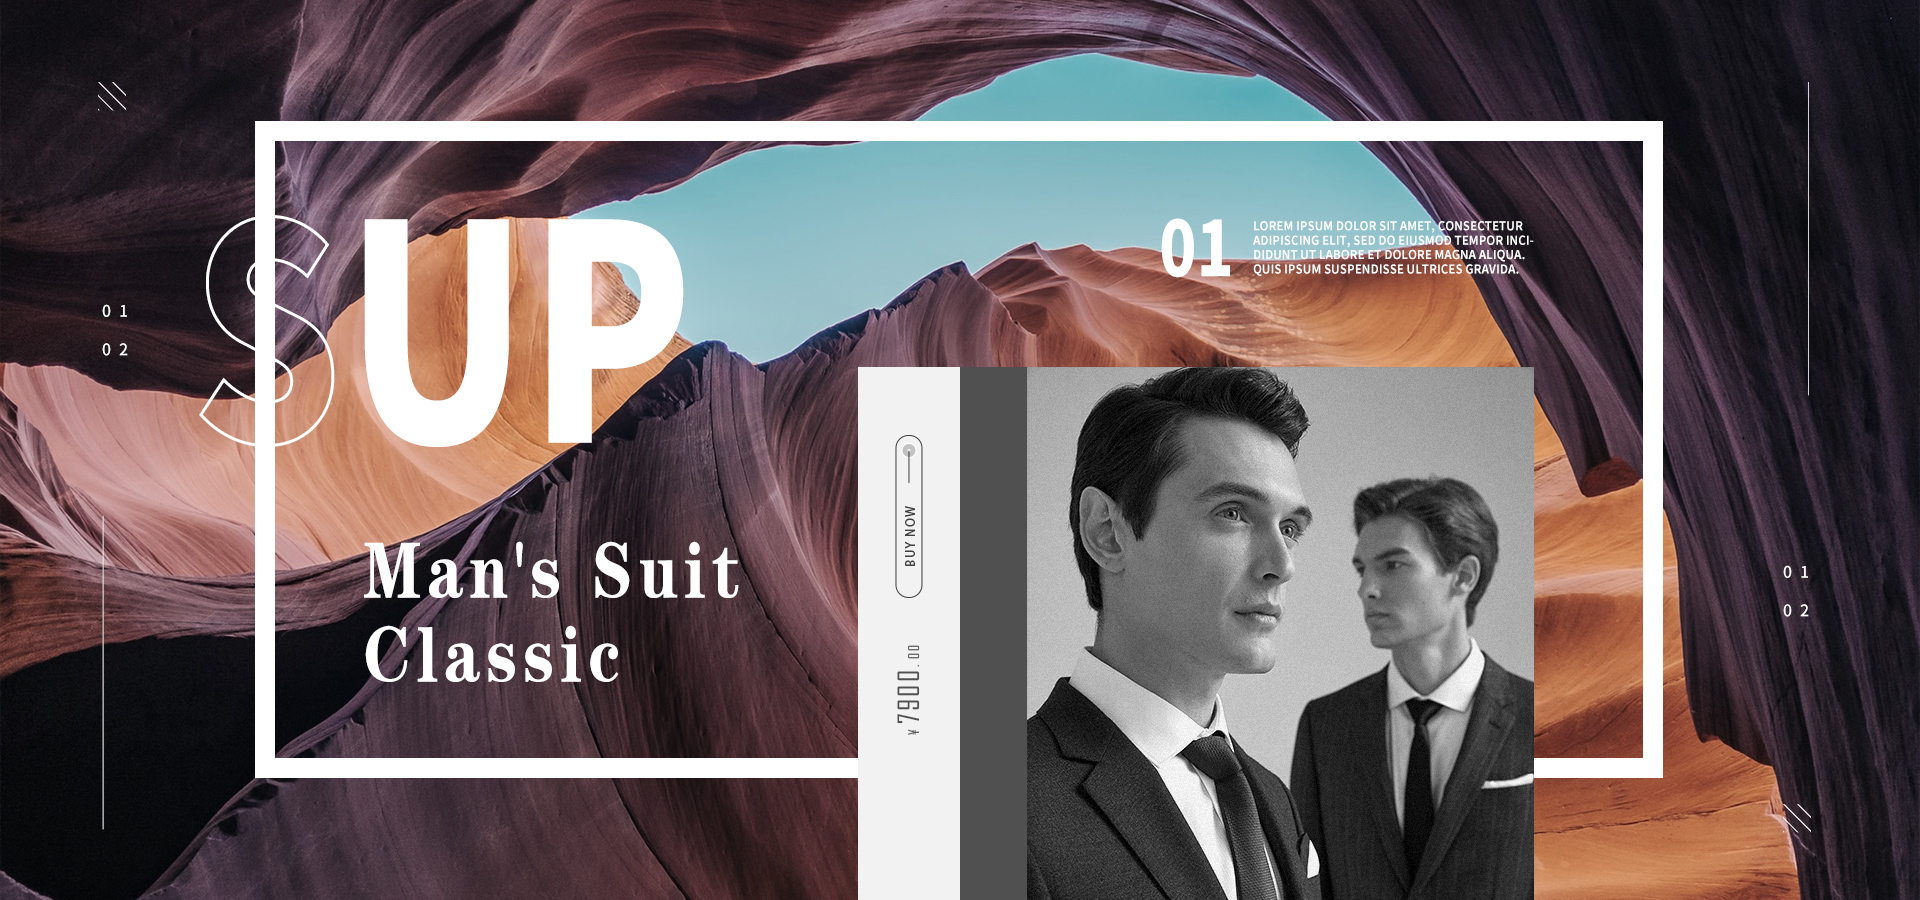 SUP
01
LOREM IPSUM DOLOR SIT AMET, CONSECTETUR
ADIPISCING ELIT, SED DO EIUSMOD TEMPOR INCI-
DIDUNT UT LABORE ET DOLORE MAGNA ALIQUA.
QUIS IPSUM SUSPENDISSE ULTRICES GRAVIDA.
01
02
Man's Suit
Classic
BUY NOW
¥7900.00
01
02